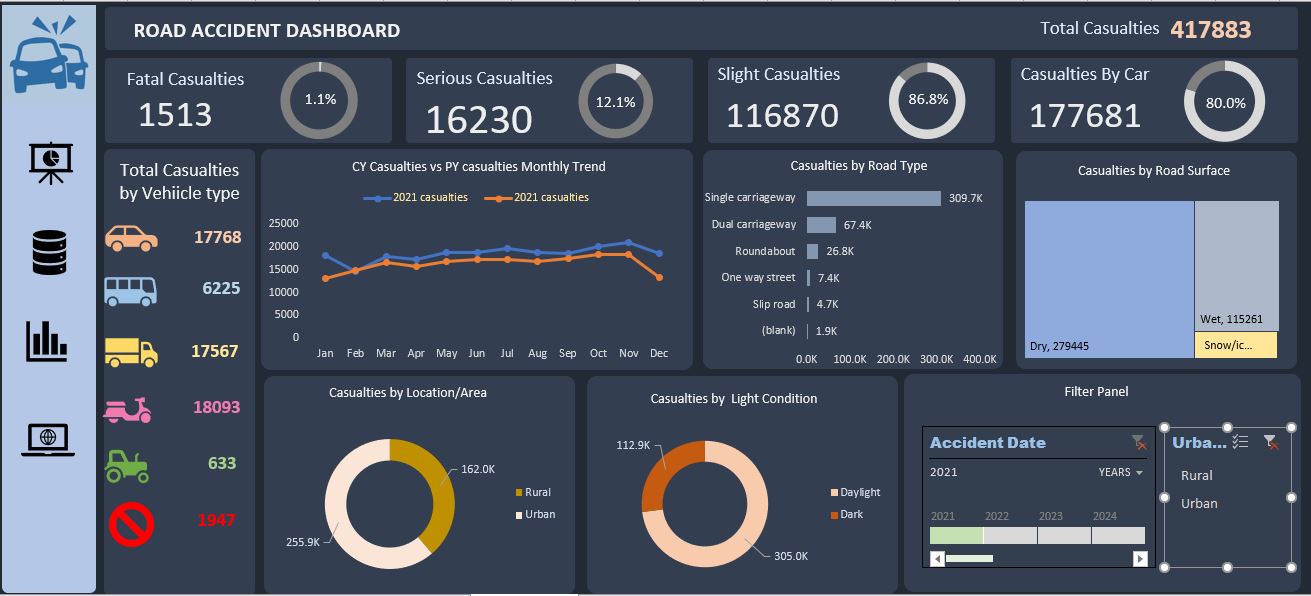 ROAD ACCIDENT DASHBOARD
Total Casualties 417883
Fatal Casualties
1513
1.1%
Serious Casualties
16230
12.1%
Slight Casualties
116870
86.8%
Casualties By Car
177681
80.0%
Total Casualties
by Vehiicle type
17768
6225
17567
18093
633
1947
CY Casualties vs PY casualties Monthly Trend
2021 casualties 2021 casualties
25000
20000
15000
10000
5000
0
Jan Feb Mar Apr May Jun Jul Aug Sep Oct Nov Dec
Casualties by Road Type
Single carriageway 309.7K
Dual carriageway 67.4K
Roundabout 26.8K
One way street 7.4K
Slip road 4.7K
(blank) 1.9K
0.0K 100.0K 200.0K 300.0K 400.0K
Casualties by Road Surface
Dry, 279445
Wet, 115261
Snow/ic...
Casualties by Location/Area
162.0K
255.9K
Rural
Urban
Casualties by Light Condition
112.9K
305.0K
Daylight
Dark
Filter Panel
Accident Date
2021 YEARS
2021 2022 2023 2024
Urba...
Rural
Urban